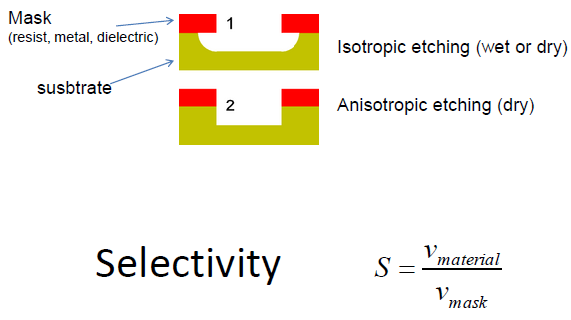 Mask
(resist, metal, dielectric)
1
Isotropic etching (wet or dry)
susbtrate
2
Anisotropic etching (dry)
Selectivity
S = v_material / v_mask